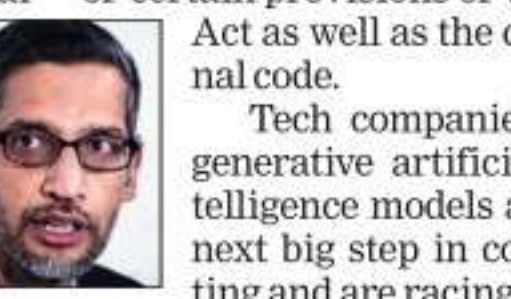 of certain provisions of
Act as well as the
nal code.
Tech companie
generative artifici
telligence models a
next big step in co
ting and are racing